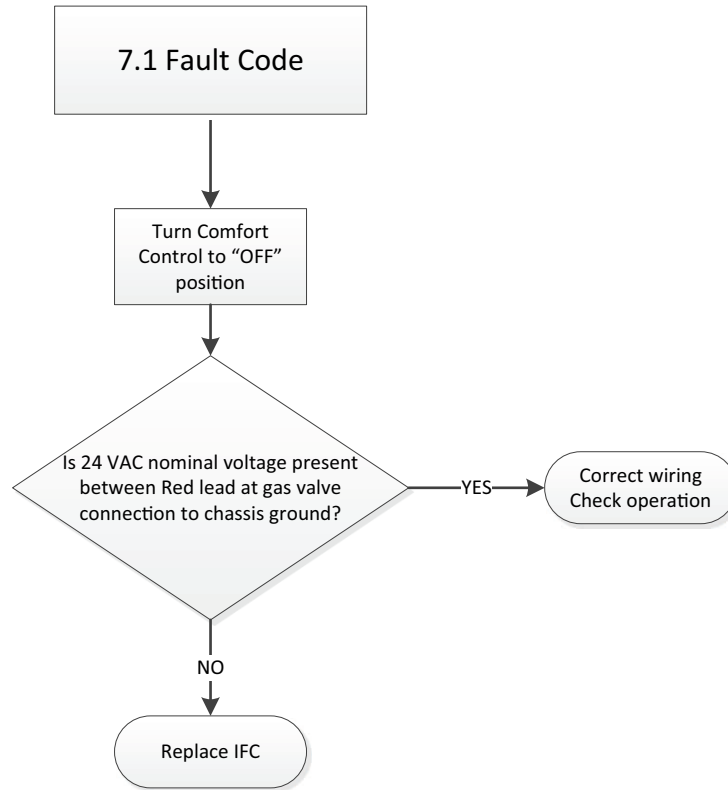 7.1 Fault Code
Turn Comfort
Control to “OFF”
position
Is 24 VAC nominal voltage present
between Red lead at gas valve
connection to chassis ground?
YES
Correct wiring
Check operation
NO
Replace IFC